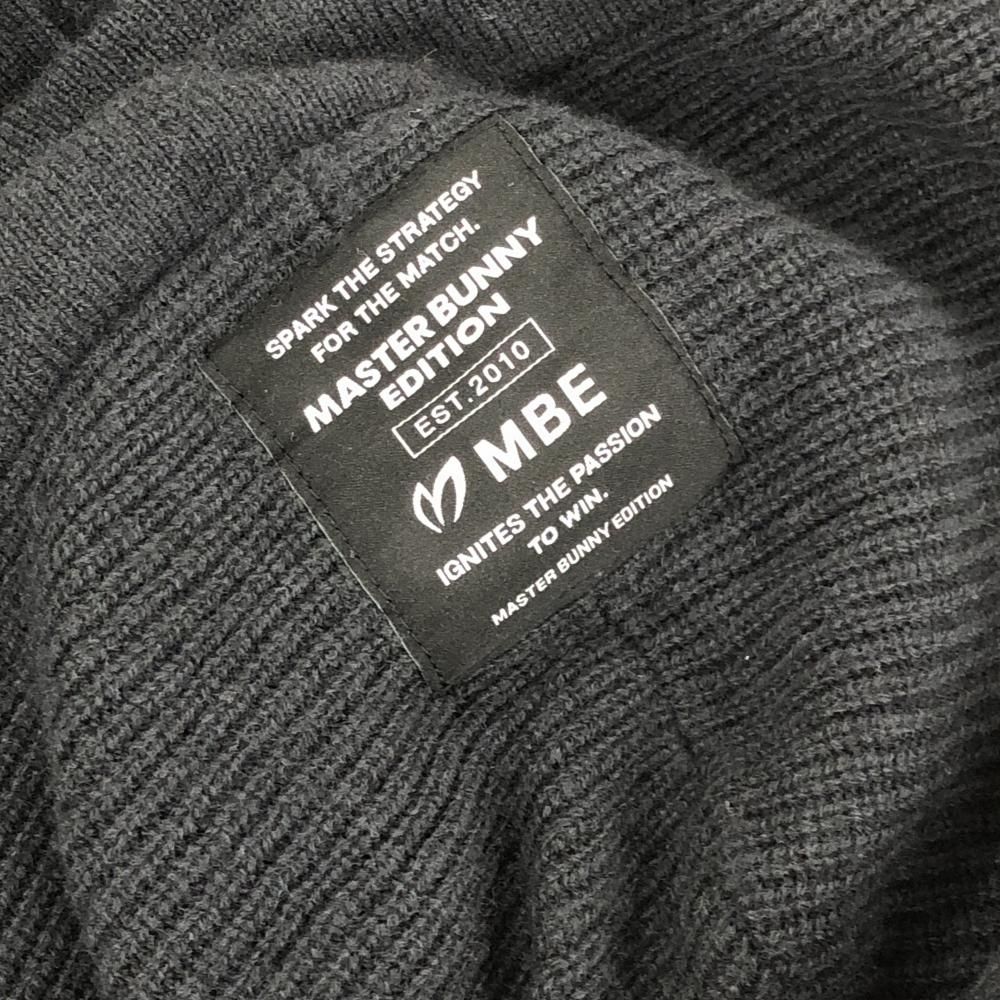 SPARK THE STRATEGY
FOR THE MATCH.
MASTER BUNNY
EDITION
EST.2010
MBE
IGNITES THE PASSION
TO WIN.
MASTER BUNNY EDITION